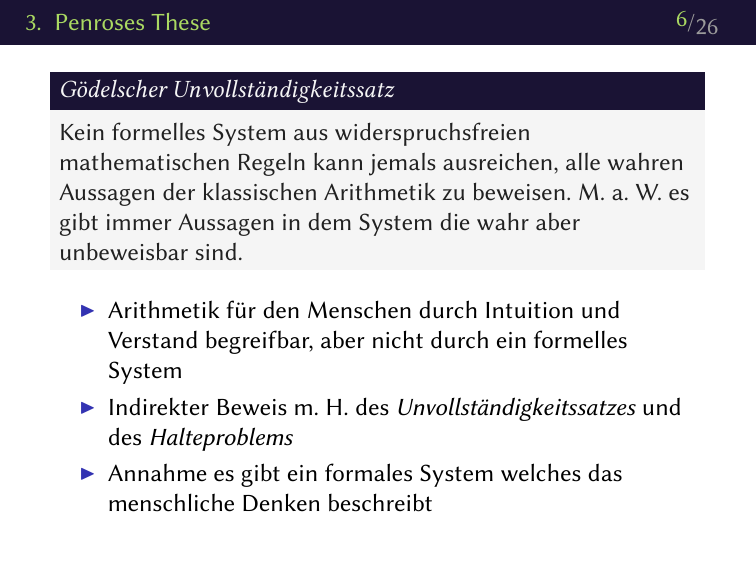 3. Penroses These
6/26
Gödelscher Unvollständigkeitssatz
Kein formelles System aus widerspruchsfreien
mathematischen Regeln kann jemals ausreichen, alle wahren
Aussagen der klassischen Arithmetik zu beweisen. M. a. W. es
gibt immer Aussagen in dem System die wahr aber
unbeweisbar sind.
Arithmetik für den Menschen durch Intuition und
Verstand begreifbar, aber nicht durch ein formelles
System
Indirekter Beweis m. H. des Unvollständigkeitssatzes und
des Halteproblems
Annahme es gibt ein formales System welches das
menschliche Denken beschreibt